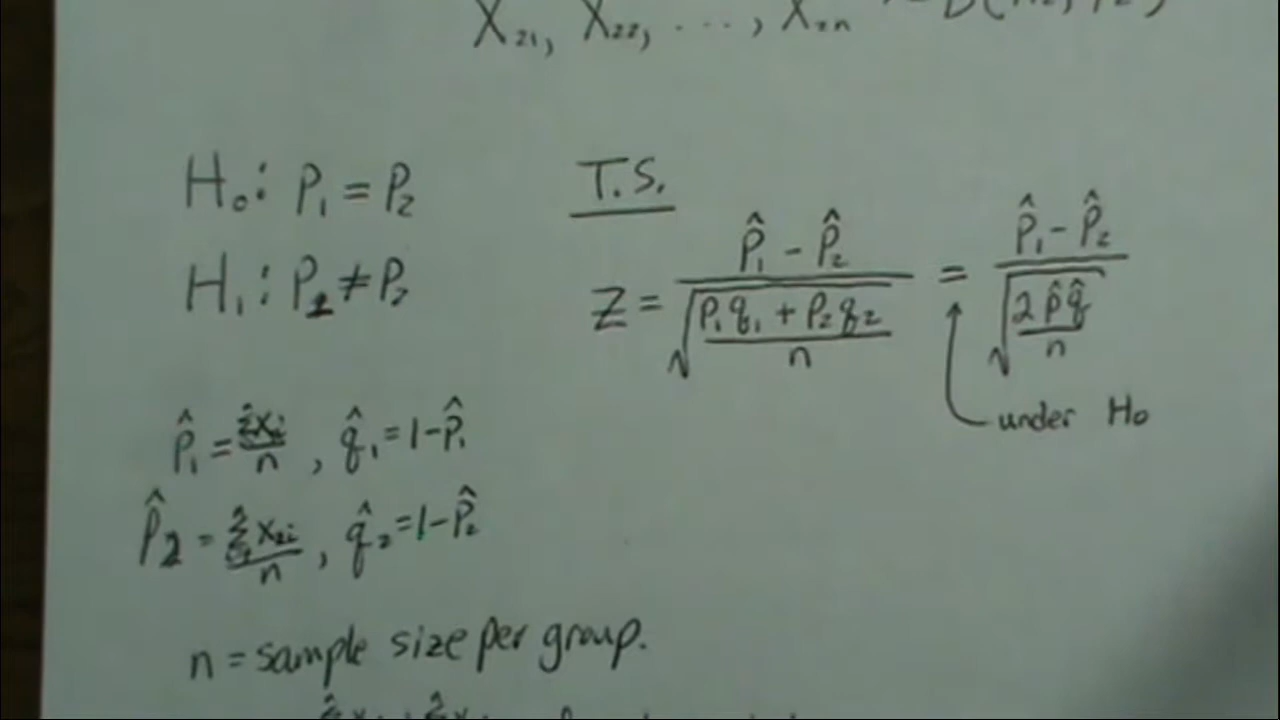 X₂₁, X₂₂, ..., X₂ₙ
H₀: P₁ = P₂
H₁: P₁ ≠ P₂
T.S.
Z = (P̂₁ - P̂₂) / √((P₁q₁ + P₂q₂) / n) = (P̂₁ - P̂₂) / √(2p̂q̂ / n)
under H₀
P̂₁ = ΣXᵢ / n , q̂₁ = 1 - P̂₁
P̂₂ = ΣX₂ᵢ / n , q̂₂ = 1 - P̂₂
n = sample size per group.